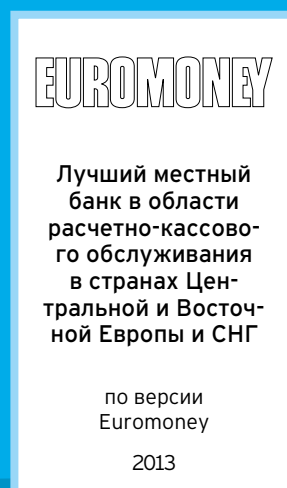 EUROMONEY
Лучший местный
банк в области
расчетно-кассово-
го обслуживания
в странах Цен-
тральной и Восточ-
ной Европы и СНГ
по версии
Euromoney
2013